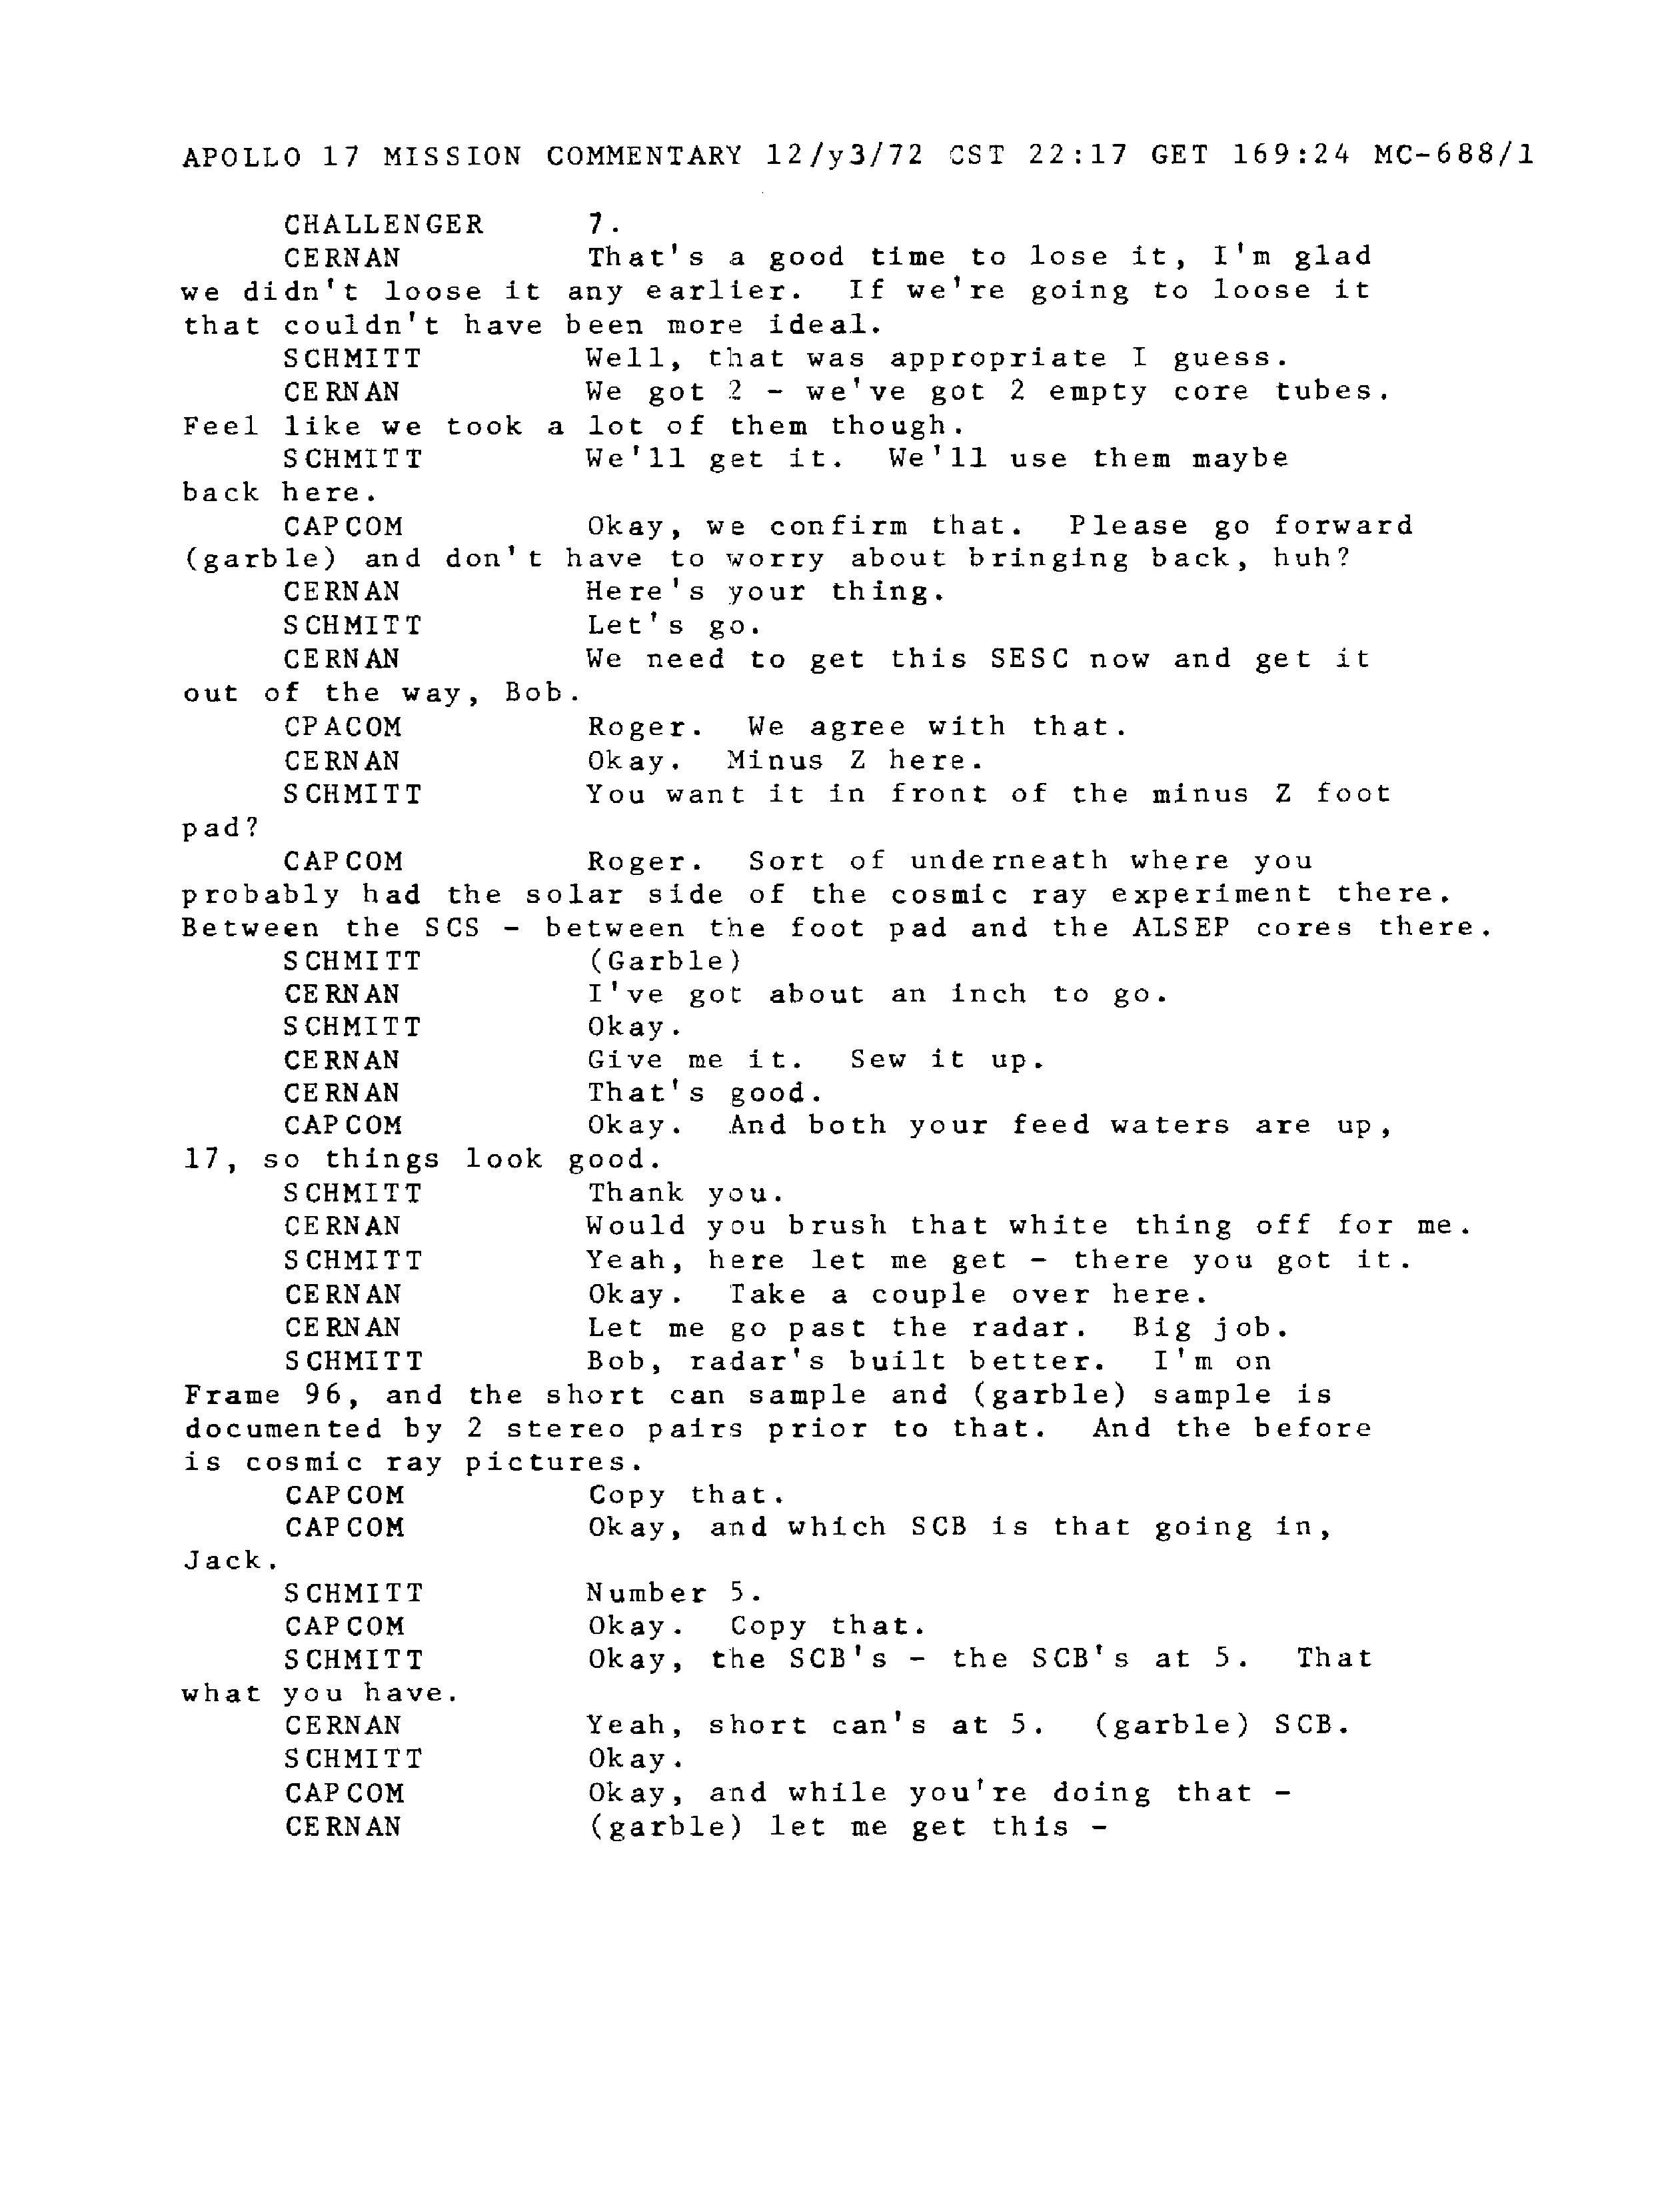 APOLLO 17 MISSION COMMENTARY 12/y3/72 CST 22:17 GET 169:24 MC-688/1
CHALLENGER 7.
CERNAN That's a good time to lose it, I'm glad
we didn't loose it any earlier. If we're going to loose it
that couldn't have been more ideal.
SCHMITT Well, that was appropriate I guess.
CERNAN We got 2 - we've got 2 empty core tubes.
Feel like we took a lot of them though.
SCHMITT We'll get it. We'll use them maybe
back here.
CAPCOM Okay, we confirm that. Please go forward
(garble) and don't have to worry about bringing back, huh?
CERNAN Here's your thing.
SCHMITT Let's go.
CERNAN We need to get this SESC now and get it
out of the way, Bob.
CPACOM Roger. We agree with that.
CERNAN Okay. Minus Z here.
SCHMITT You want it in front of the minus Z foot
pad?
CAPCOM Roger. Sort of underneath where you
probably had the solar side of the cosmic ray experiment there.
Between the SCS - between the foot pad and the ALSEP cores there.
SCHMITT (Garble)
CERNAN I've got about an inch to go.
SCHMITT Okay.
CERNAN Give me it. Sew it up.
CERNAN That's good.
CAPCOM Okay. And both your feed waters are up,
17, so things look good.
SCHMITT Thank you.
CERNAN Would you brush that white thing off for me.
SCHMITT Yeah, here let me get - there you got it.
CERNAN Okay. Take a couple over here.
CERNAN Let me go past the radar. Big job.
SCHMITT Bob, radar's built better. I'm on
Frame 96, and the short can sample and (garble) sample is
documented by 2 stereo pairs prior to that. And the before
is cosmic ray pictures.
CAPCOM Copy that.
CAPCOM Okay, and which SCB is that going in,
Jack.
SCHMITT Number 5.
CAPCOM Okay. Copy that.
SCHMITT Okay, the SCB's - the SCB's at 5. That
what you have.
CERNAN Yeah, short can's at 5. (garble) SCB.
SCHMITT Okay.
CAPCOM Okay, and while you're doing that -
CERNAN (garble) let me get this -